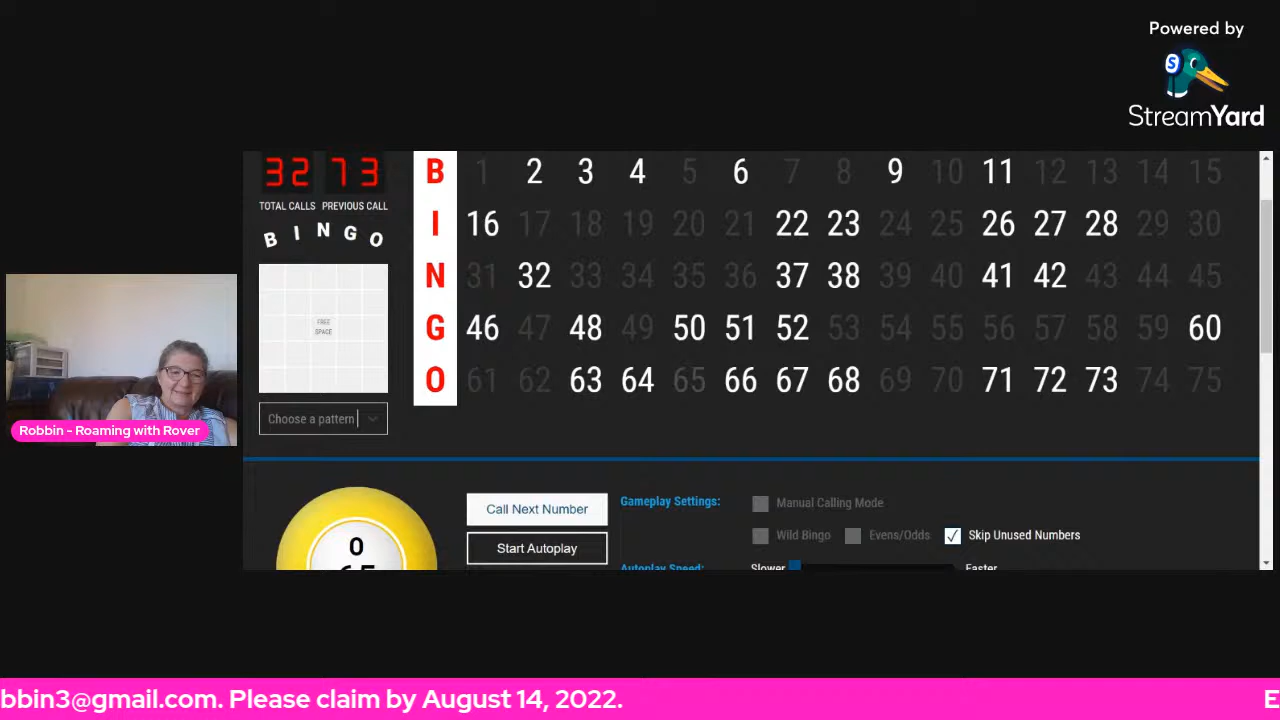 Powered by
S
StreamYard
32 73
TOTAL CALLS PREVIOUS CALL
BINGO
FREE
SPACE
Choose a pattern
B 1 2 3 4 5 6 7 8 9 10 11 12 13 14 15
I 16 17 18 19 20 21 22 23 24 25 26 27 28 29 30
N 31 32 33 34 35 36 37 38 39 40 41 42 43 44 45
G 46 47 48 49 50 51 52 53 54 55 56 57 58 59 60
O 61 62 63 64 65 66 67 68 69 70 71 72 73 74 75
Robbin - Roaming with Rover
O
65
Call Next Number
Start Autoplay
Gameplay Settings:
Manual Calling Mode
Wild Bingo Evens/Odds Skip Unused Numbers
Autoplay Speed: Slower Faster
bbin3@gmail.com. Please claim by August 14, 2022. E